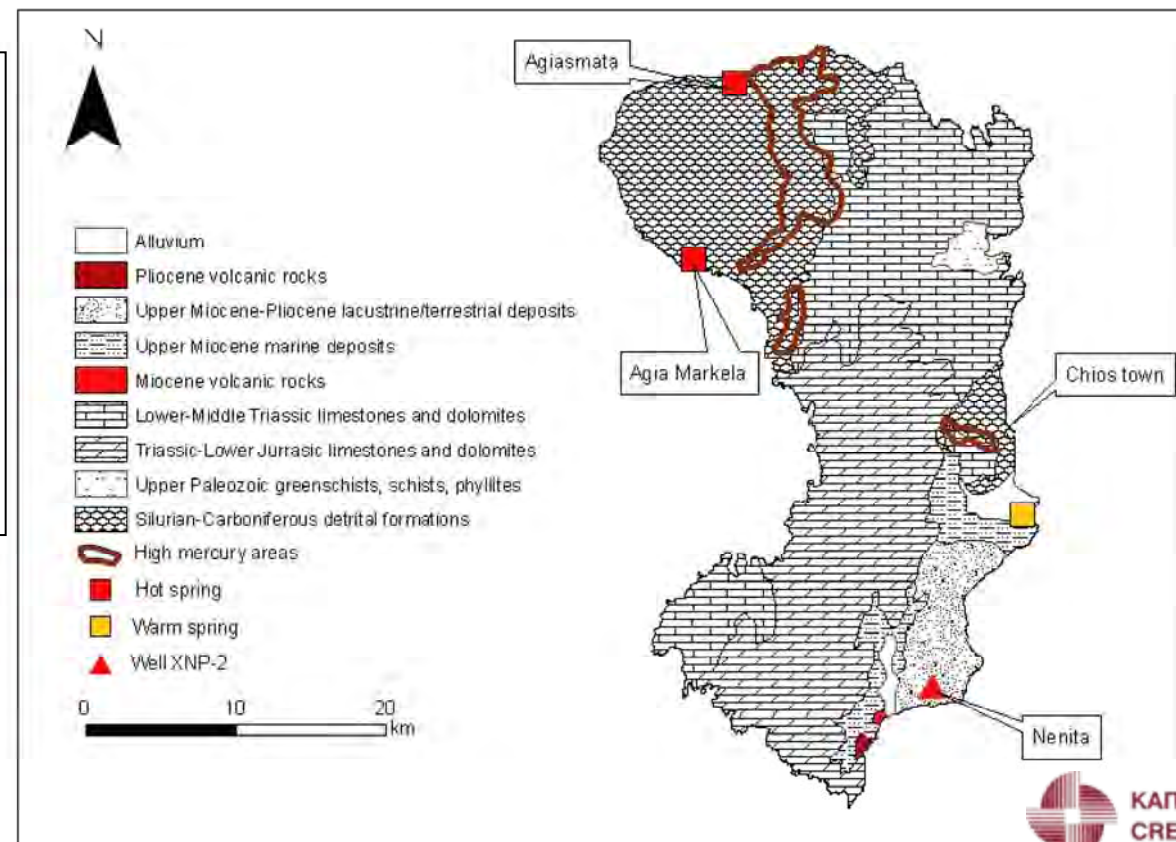 N
Agiasmata
Alluvium
Pliocene volcanic rocks
Upper Miocene-Pliocene lacustrine/terrestrial deposits
Upper Miocene marine deposits
Miocene volcanic rocks
Lower-Middle Triassic limestones and dolomites
Triassic-Lower Jurrasic limestones and dolomites
Upper Paleozoic greenschists, schists, phyllites
Silurian-Carboniferous detrital formations
High mercury areas
Hot spring
Warm spring
Well XNP-2
Agia Markela
Chios town
0 10 20
km
Nenita
ΚΑΠ
CRE